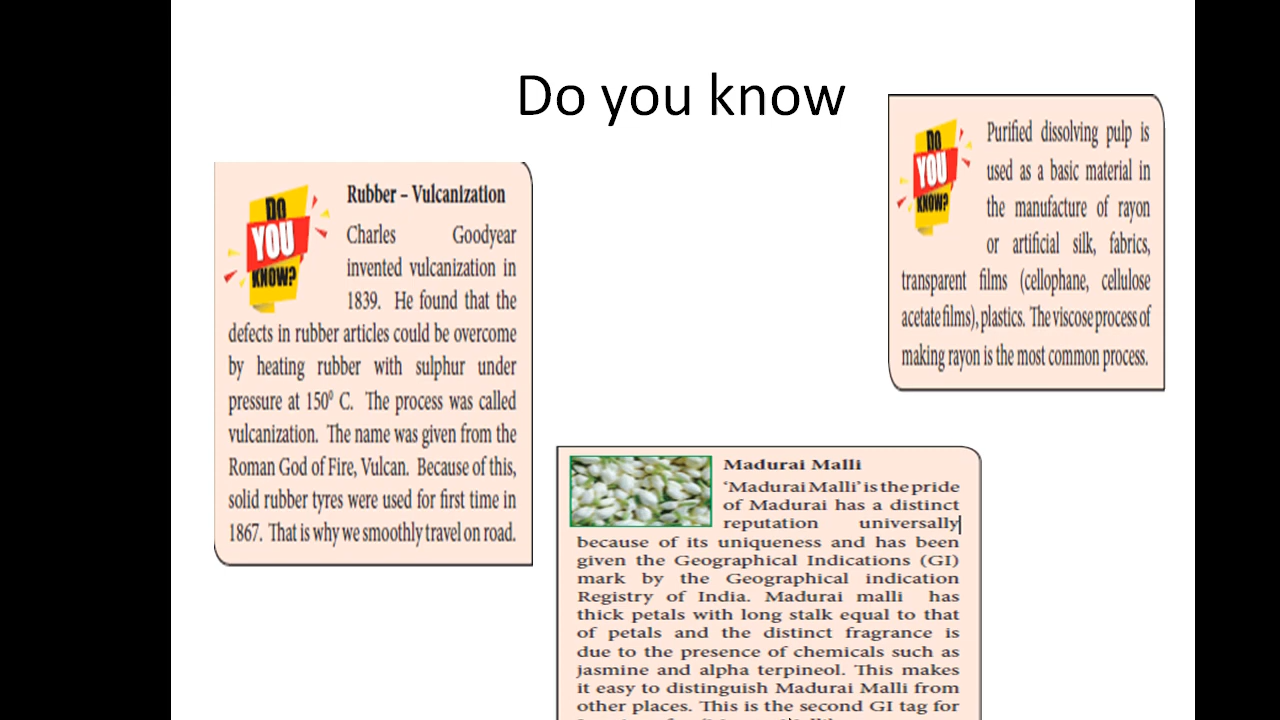 Do you know
DO
YOU
KNOW?
Rubber – Vulcanization
Charles Goodyear
invented vulcanization in
1839. He found that the
defects in rubber articles could be overcome
by heating rubber with sulphur under
pressure at 150⁰ C. The process was called
vulcanization. The name was given from the
Roman God of Fire, Vulcan. Because of this,
solid rubber tyres were used for first time in
1867. That is why we smoothly travel on road.
DO
YOU
KNOW?
Purified dissolving pulp is
used as a basic material in
the manufacture of rayon
or artificial silk, fabrics,
transparent films (cellophane, cellulose
acetate films), plastics. The viscose process of
making rayon is the most common process.
Madurai Malli
‘Madurai Malli’ is the pride
of Madurai has a distinct
reputation universally
because of its uniqueness and has been
given the Geographical Indications (GI)
mark by the Geographical indication
Registry of India. Madurai malli has
thick petals with long stalk equal to that
of petals and the distinct fragrance is
due to the presence of chemicals such as
jasmine and alpha terpineol. This makes
it easy to distinguish Madurai Malli from
other places. This is the second GI tag for